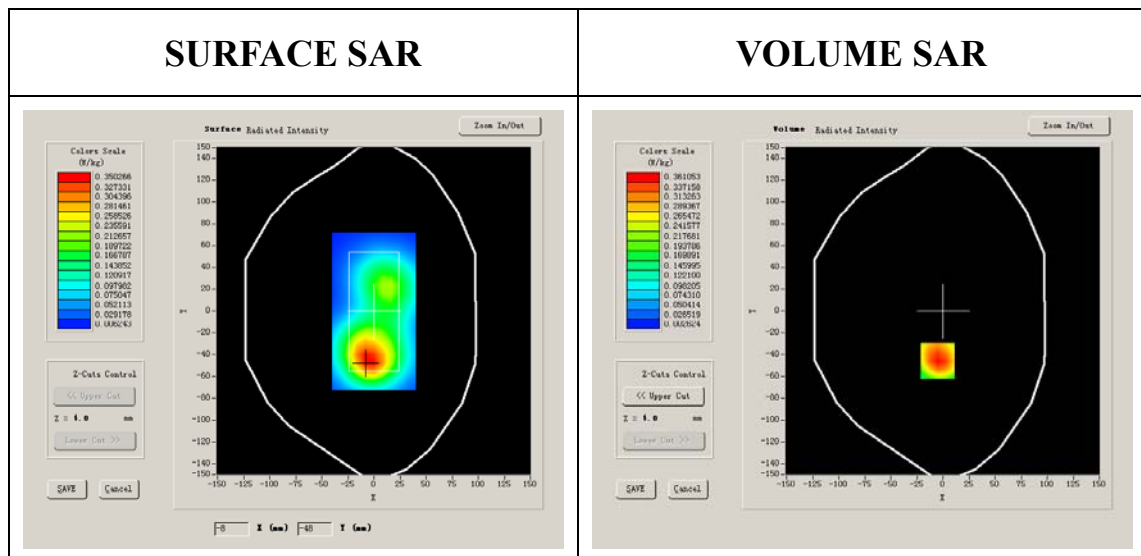 SURFACE SAR
VOLUME SAR
Surface Radiated Intensity
Zoom In/Out
Colors Scale
(W/kg)
0.350266
0.327331
0.304396
0.281461
0.258526
0.235591
0.212657
0.189722
0.166787
0.143852
0.120917
0.097982
0.075047
0.052113
0.029178
0.006243
150
140
120
100
80
60
40
20
0
-20
-40
-60
-80
-100
-120
-140
-150
Y
-150 -125 -100 -75 -50 -25 0 25 50 75 100 125 150
X
Z-Cuts Control
<< Upper Cut
Z = 4.0 mm
Lower Cut >>
SAVE
Cancel
-8 X (mm) -48 Y (mm)
Volume Radiated Intensity
Zoom In/Out
Colors Scale
(W/kg)
0.361053
0.337158
0.313263
0.289367
0.265472
0.241577
0.217681
0.193786
0.169891
0.145995
0.122100
0.098205
0.074310
0.050414
0.026519
0.002624
150
140
120
100
80
60
40
20
0
-20
-40
-60
-80
-100
-120
-140
-150
Y
-150 -125 -100 -75 -50 -25 0 25 50 75 100 125 150
X
Z-Cuts Control
<< Upper Cut
Z = 4.0 mm
Lower Cut >>
SAVE
Cancel